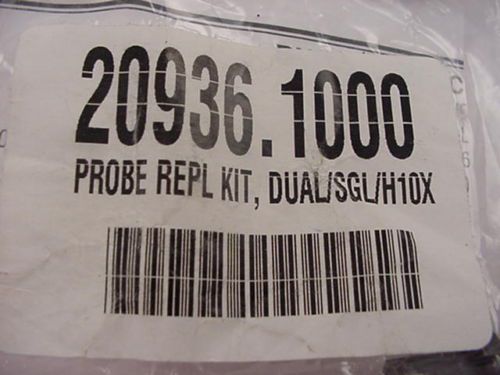 20936.1000
PROBE REPL KIT, DUAL/SGL/H10X